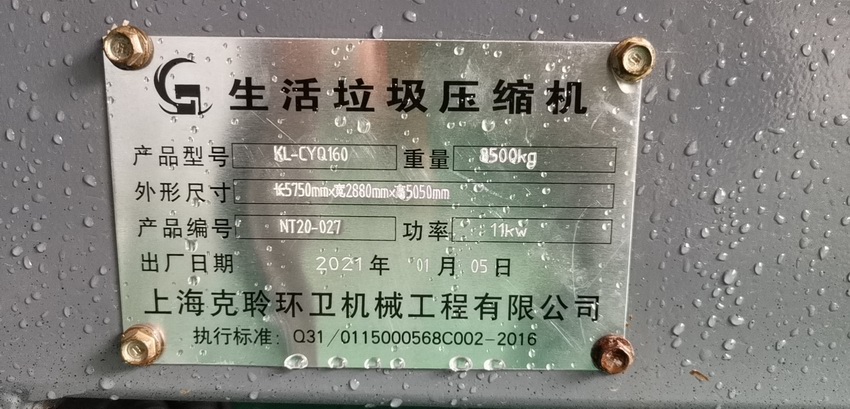 生活垃圾压缩机
产品型号 KL-CYQ160 重量 8500kg
外形尺寸 长5750mm×宽2880mm×高5050mm
产品编号 NT20-027 功率 11kw
出厂日期 2021年01月05日
上海克聆环卫机械工程有限公司
执行标准：Q31/0115000568C002-2016